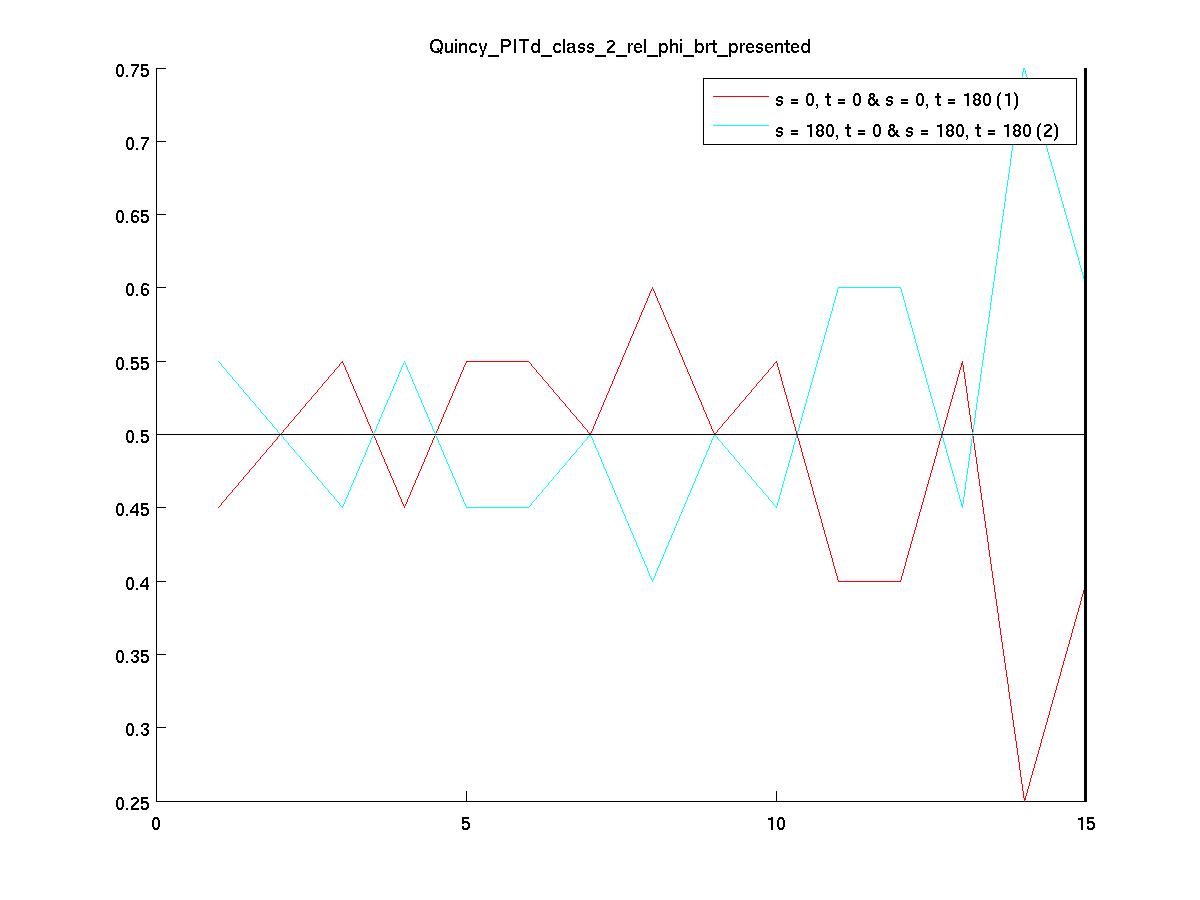 Quincy_PITd_class_2_rel_phi_brt_presented
s = 0, t = 0 & s = 0, t = 180 (1)
s = 180, t = 0 & s = 180, t = 180 (2)
0.75
0.7
0.65
0.6
0.55
0.5
0.45
0.4
0.35
0.3
0.25
0 5 10 15